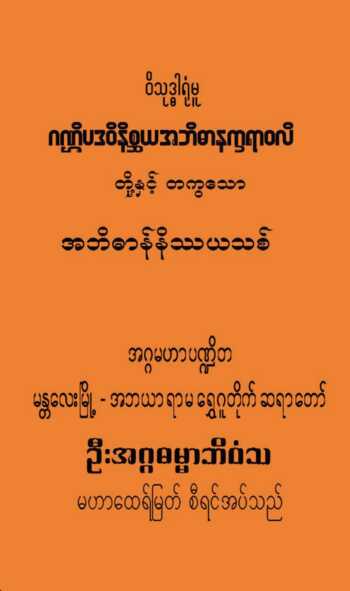 ဝိသုဒ္ဓါရုံမူ
ဂဏ္ဌိပဒဝိနိစ္ဆယအဘိဓာနက္ခရာဝလိ
တို့နှင့် တကွသော
အဘိဓာန်နိဿယသစ်
အဂ္ဂမဟာပဏ္ဍိတ
မန္တလေးမြို့ - အဘယာရာမ ရွှေဂူတိုက် ဆရာတော်
ဦးအဂ္ဂဓမ္မာဘိဝံသ
မဟာထေရ်မြတ် စီရင်အပ်သည်